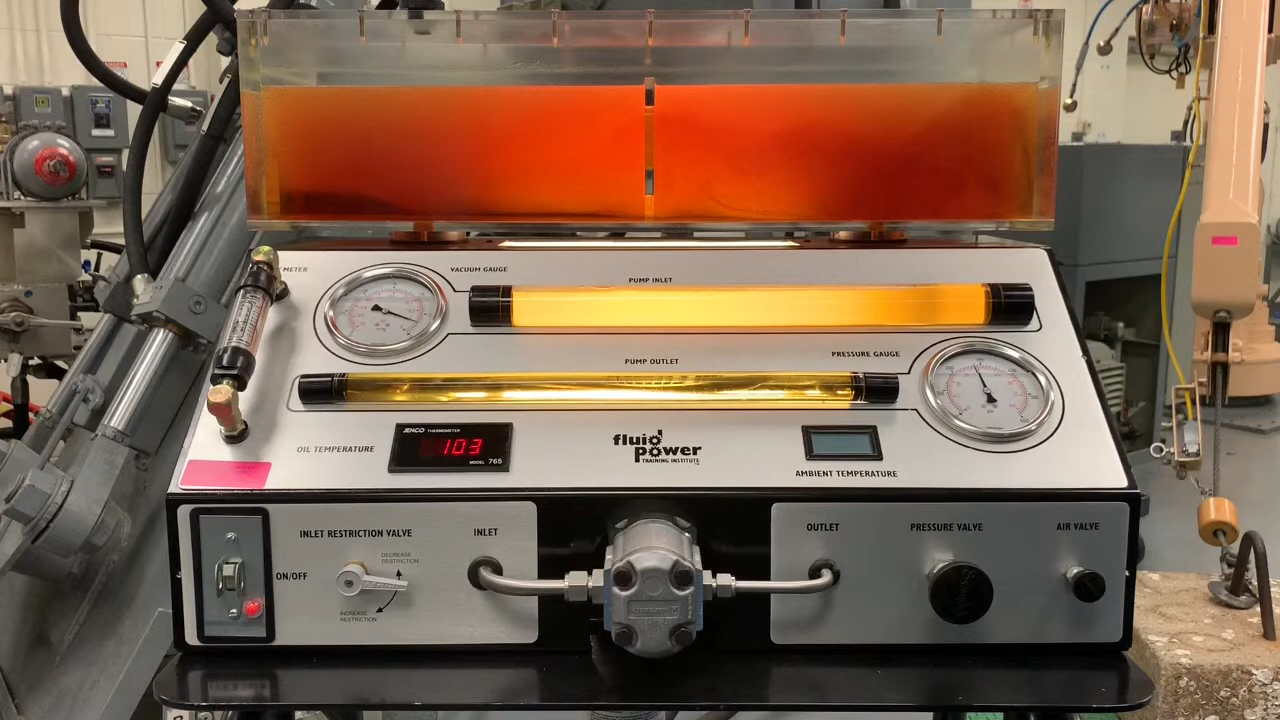 METER
VACUUM GAUGE
PUMP INLET
PUMP OUTLET
PRESSURE GAUGE
OIL TEMPERATURE
JENCO THERMOMETER
103
MODEL 765
fluid power
TRAINING INSTITUTE
AMBIENT TEMPERATURE
INLET RESTRICTION VALVE
DECREASE
RESTRICTION
INCREASE
RESTRICTION
ON/OFF
INLET
OUTLET
PRESSURE VALVE
AIR VALVE